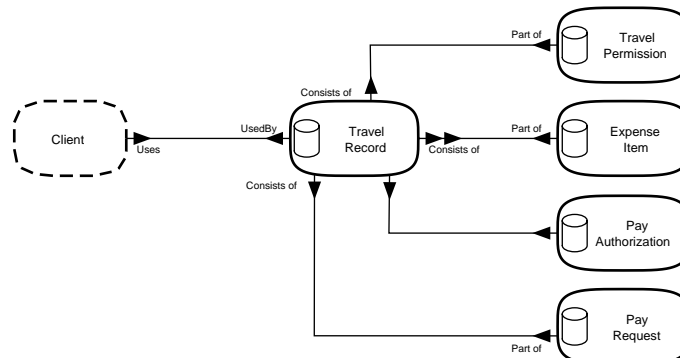 Part of
Travel
Permission
Consists of
Client
Uses
UsedBy
Travel
Record
Consists of
Part of
Expense
Item
Consists of
Pay
Authorization
Pay
Request
Part of